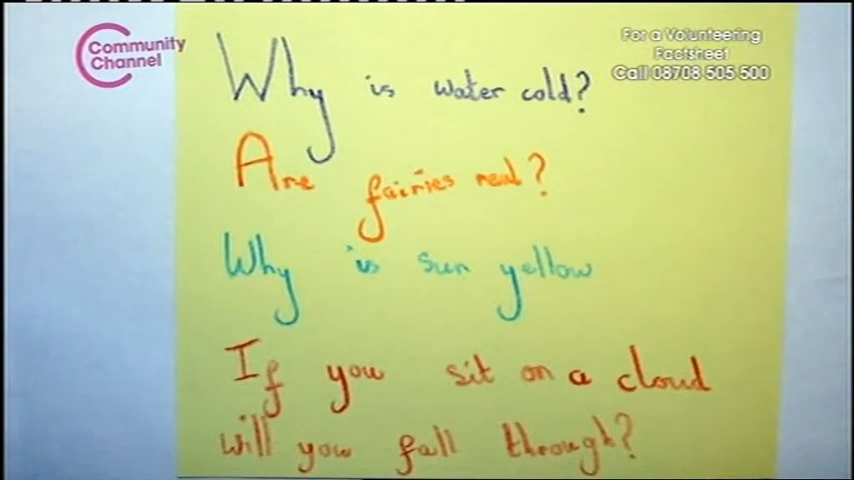 Community
Channel
For a Volunteering
Factsheet
Call 08708 505 500
Why is water cold?
Are fairies real?
Why is sun yellow
If you sit on a cloud
will you fall through?